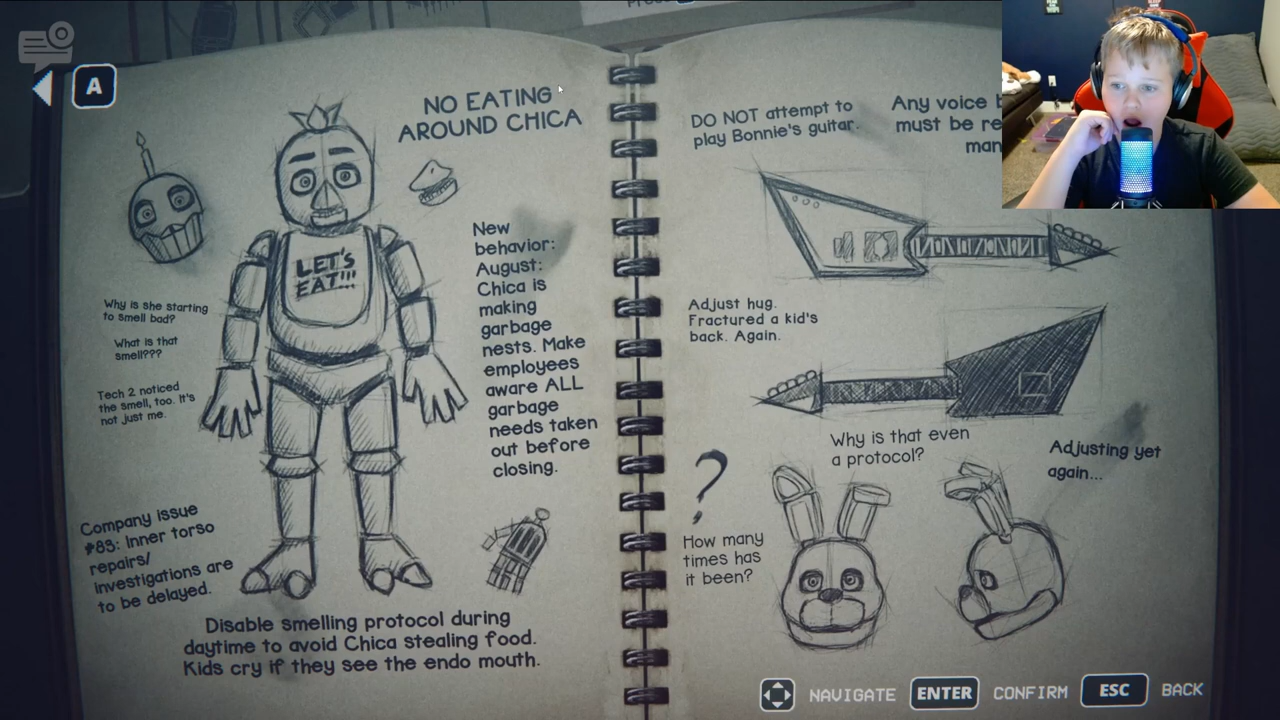 A
NO EATING
AROUND CHICA
LET'S
EAT!!!
Why is she starting
to smell bad?
What is that
smell???
Tech 2 noticed
the smell, too. It's
not just me.
New
behavior:
August:
Chica is
making
garbage
nests. Make
employees
aware ALL
garbage
needs taken
out before
closing.
Company issue
#83: Inner torso
repairs/
investigations are
to be delayed.
Disable smelling protocol during
daytime to avoid Chica stealing food.
Kids cry if they see the endo mouth.
DO NOT attempt to
play Bonnie's guitar.
Any voice
must be
Adjust hug.
Fractured a kid's
back. Again.
Why is that even
a protocol?
Adjusting yet
again...
?
How many
times has
it been?
NAVIGATE ENTER CONFIRM ESC BACK